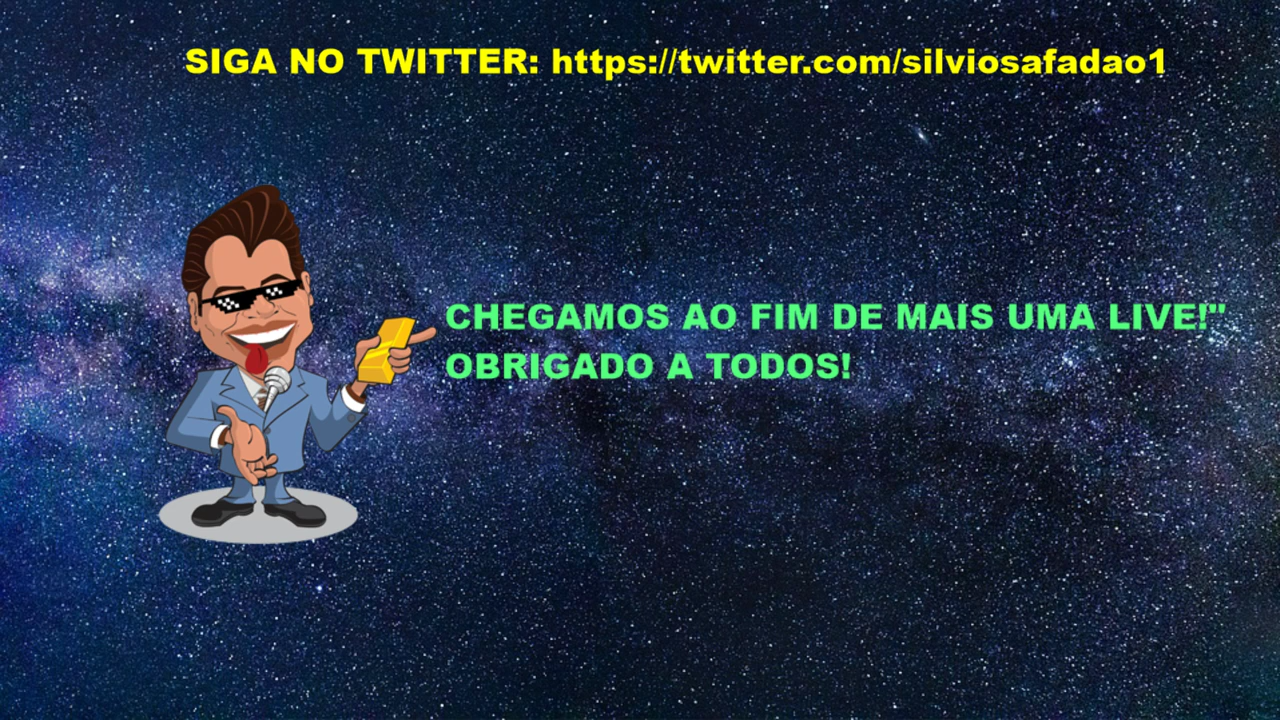 SIGA NO TWITTER: https://twitter.com/silviosafadao1
CHEGAMOS AO FIM DE MAIS UMA LIVE!"
OBRIGADO A TODOS!